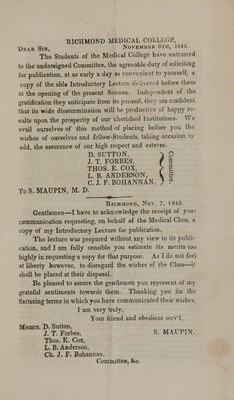 RICHMOND MEDICAL COLLEGE,
DEAR SIR, NOVEMBER 6TH, 1842.
The Students of the Medical College have entrusted
to the undersigned Committee, the agreeable duty of soliciting
for publication, at as early a day as convenient to yourself, a
copy of the able Introductory Lecture delivered before them
at the opening of the present Session. Independent of the
gratification they anticipate from its perusal, they are confident
that its wide dissemination will be productive of happy re-
sults upon the prosperity of our cherished Institutions. We
avail ourselves of this method of placing before you the
wishes of ourselves and fellow-Students, taking occasion to
add, the assurance of our high respect and esteem.
D. SUTTON,
J. T. FORBES,
THOS. E. COX,
L. B. ANDERSON,
C. J. F. BOHANNAN,
Committee.
To S. MAUPIN, M. D.
RICHMOND, NOV. 7, 1842.
Gentlemen—I have to acknowledge the receipt of your
communication requesting, on behalf of the Medical Class, a
copy of my Introductory Lecture for publication.
The lecture was prepared without any view to its publi-
cation, and I am fully sensible you estimate its merits too
highly in requesting a copy for that purpose. As I do not feel
at liberty however, to disregard the wishes of the Class—it
shall be placed at their disposal.
Be pleased to assure the gentlemen you represent of my
grateful sentiments towards them. Thanking you for the
flattering terms in which you have communicated their wishes,
I am very truly,
Your friend and obedient serv't,
S. MAUPIN.
Messrs. D. Sutton,
J. T. Forbes,
Thos. E. Cox,
L. B. Anderson,
Ch. J. F. Bohannan,
Committee, &c.